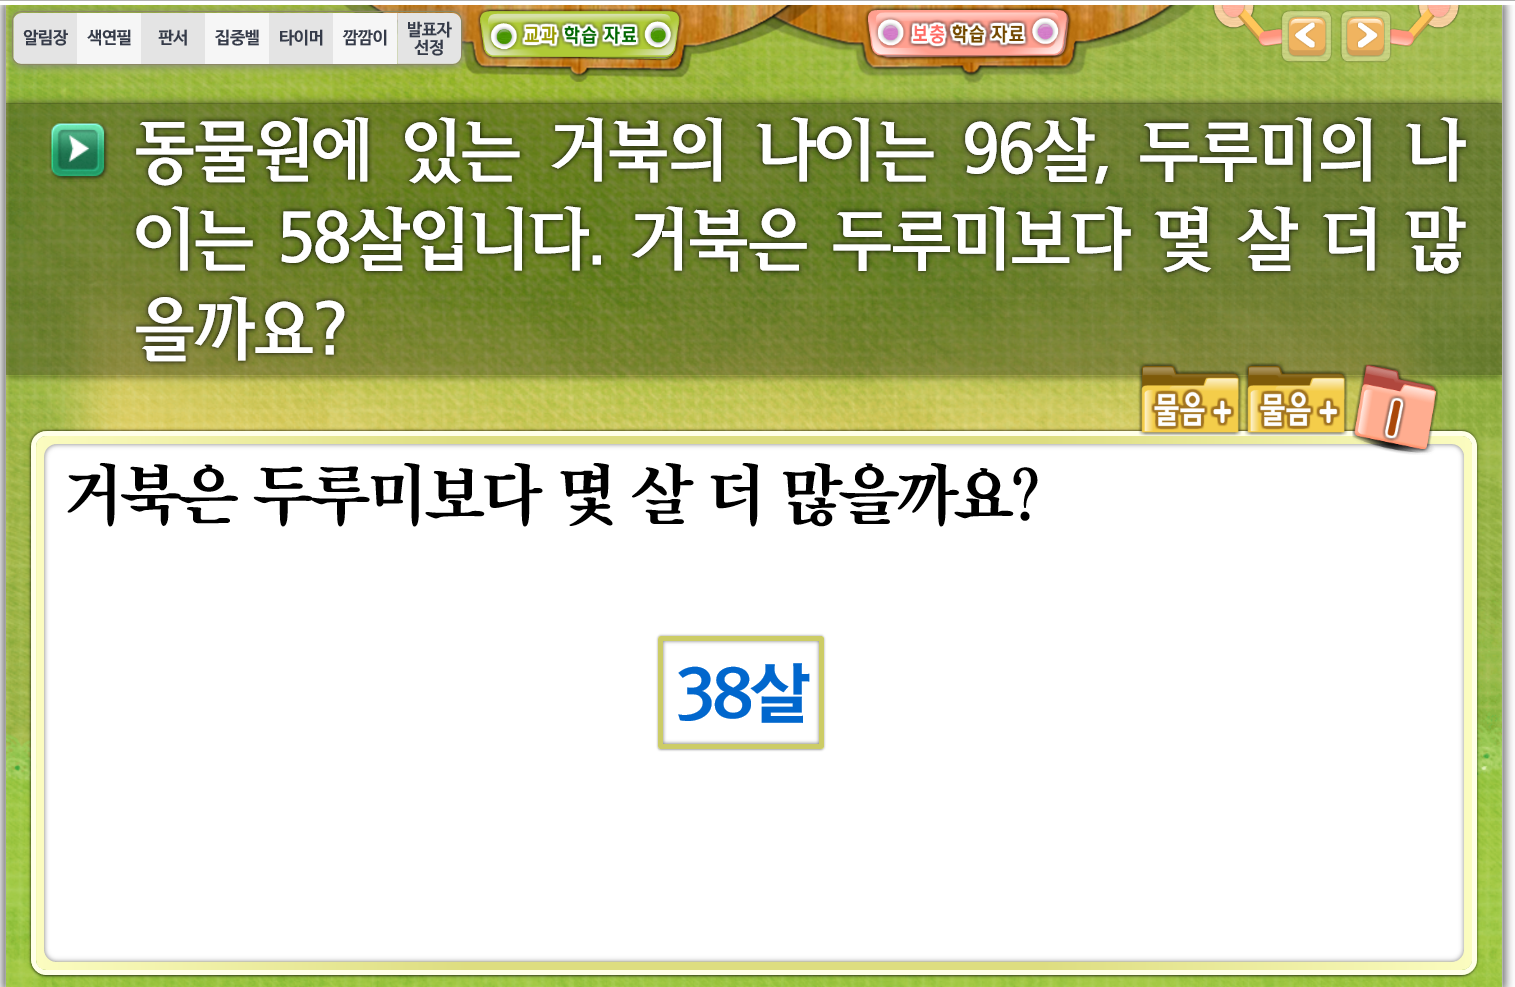 알림장 색연필 판서 집중벨 타이머 깜깜이 발표자
선정
교과 학습 자료
보충 학습 자료
동물원에 있는 거북의 나이는 96살, 두루미의 나
이는 58살입니다. 거북은 두루미보다 몇 살 더 많
을까요?
물음+ 물음+ 1
거북은 두루미보다 몇 살 더 많을까요?
38살